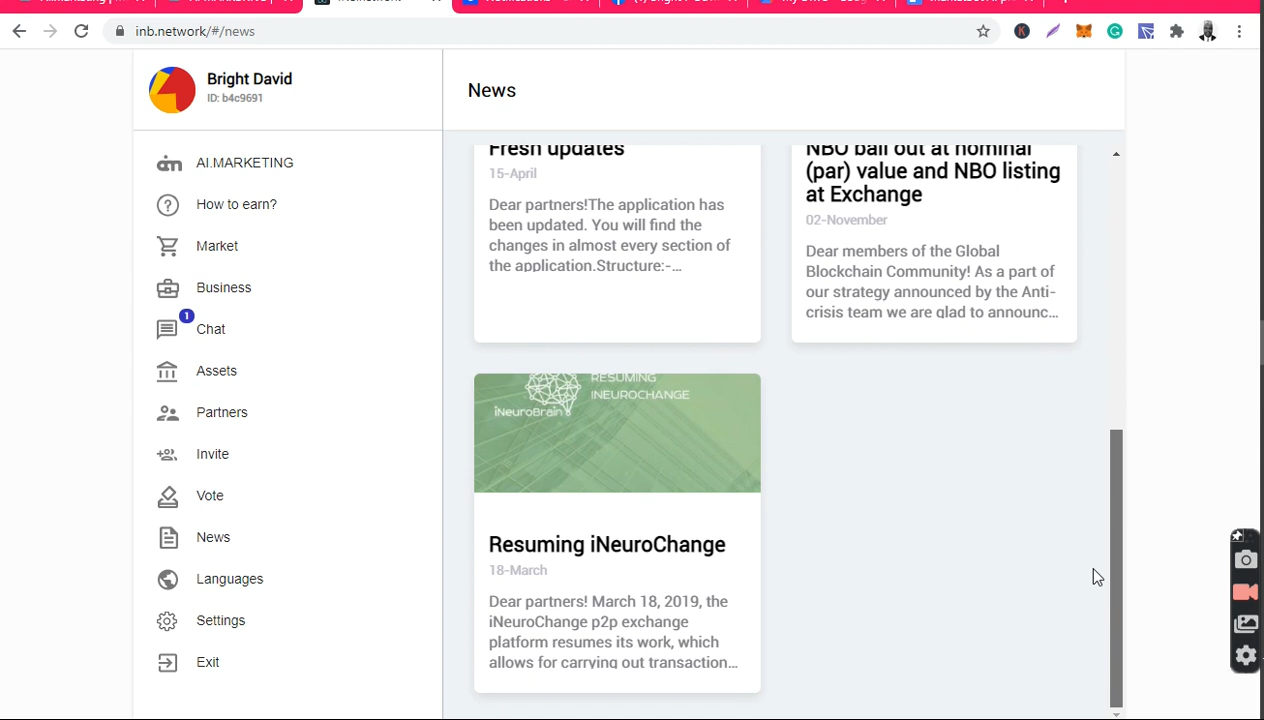 inb.network/#/news
Bright David
ID: b4c9691
AI.MARKETING
How to earn?
Market
Business
1
Chat
Assets
Partners
Invite
Vote
News
Languages
Settings
Exit
News
Fresh updates
15-April
Dear partners!The application has
been updated. You will find the
changes in almost every section of
the application.Structure:-...
NBO bail out at nominal
(par) value and NBO listing
at Exchange
02-November
Dear members of the Global
Blockchain Community! As a part of
our strategy announced by the Anti-
crisis team we are glad to announc...
iNeuroBrain
RESUMING
INEUROCHANGE
Resuming iNeuroChange
18-March
Dear partners! March 18, 2019, the
iNeuroChange p2p exchange
platform resumes its work, which
allows for carrying out transaction...